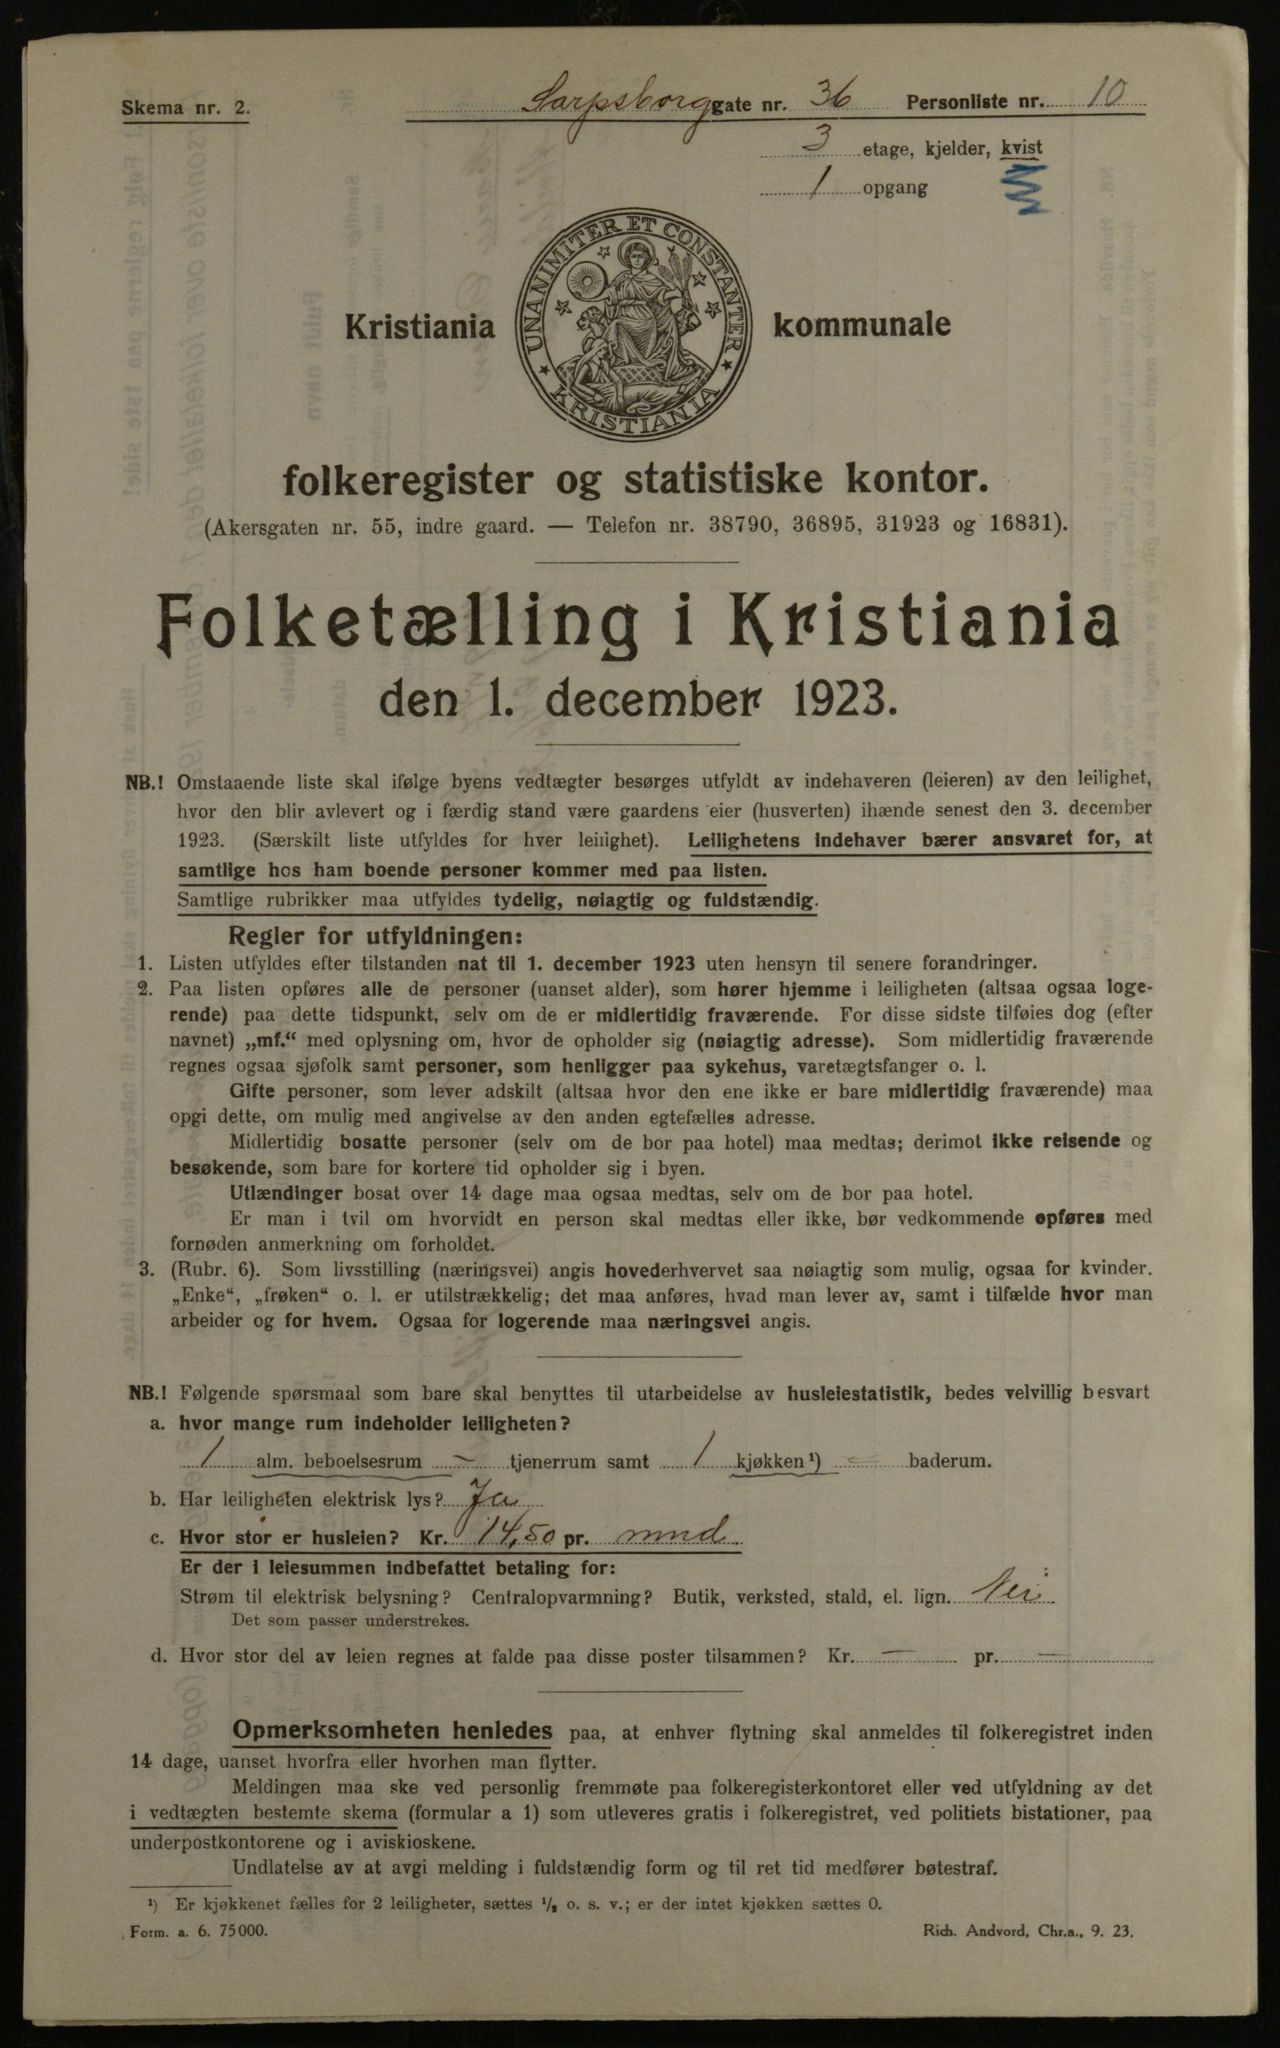 Skema nr. 2.
Sarpsborggate nr. 36 Personliste nr. 10
3 etage, kjelder, kvist
1 opgang
UNANIMITER ET CONSTANTER
KRISTIANIA
Kristiania kommunale
folkeregister og statistiske kontor.
(Akersgaten nr. 55, indre gaard. — Telefon nr. 38790, 36895, 31923 og 16831).
Folketælling i Kristiania
den 1. december 1923.
NB.! Omstaaende liste skal ifølge byens vedtægter besørges utfyldt av indehaveren (leieren) av den leilighet,
hvor den blir avlevert og i færdig stand være gaardens eier (husverten) ihænde senest den 3. december
1923. (Særskilt liste utfyldes for hver leilighet). Leilighetens indehaver bærer ansvaret for, at
samtlige hos ham boende personer kommer med paa listen.
Samtlige rubrikker maa utfyldes tydelig, nøiagtig og fuldstændig.
Regler for utfyldningen:
1. Listen utfyldes efter tilstanden nat til 1. december 1923 uten hensyn til senere forandringer.
2. Paa listen opføres alle de personer (uanset alder), som hører hjemme i leiligheten (altsaa ogsaa loge-
rende) paa dette tidspunkt, selv om de er midlertidig fraværende. For disse sidste tilføies dog (efter
navnet) „mf.“ med oplysning om, hvor de opholder sig (nøiagtig adresse). Som midlertidig fraværende
regnes ogsaa sjøfolk samt personer, som henligger paa sykehus, varetægtsfanger o. l.
Gifte personer, som lever adskilt (altsaa hvor den ene ikke er bare midlertidig fraværende) maa
opgi dette, om mulig med angivelse av den anden egtefælles adresse.
Midlertidig bosatte personer (selv om de bor paa hotel) maa medtas; derimot ikke reisende og
besøkende, som bare for kortere tid opholder sig i byen.
Utlændinger bosat over 14 dage maa ogsaa medtas, selv om de bor paa hotel.
Er man i tvil om hvorvidt en person skal medtas eller ikke, bør vedkommende opføres med
fornøden anmerkning om forholdet.
3. (Rubr. 6). Som livsstilling (næringsvei) angis hovederhvervet saa nøiagtig som mulig, ogsaa for kvinder.
„Enke“, „frøken“ o. l. er utilstrækkelig; det maa anføres, hvad man lever av, samt i tilfælde hvor man
arbeider og for hvem. Ogsaa for logerende maa næringsvei angis.
NB.! Følgende spørsmaal som bare skal benyttes til utarbeidelse av husleiestatistik, bedes velvillig besvart
a. hvor mange rum indeholder leiligheten?
1 alm. beboelsesrum — tjenerrum samt 1 kjøkken¹) — baderum.
b. Har leiligheten elektrisk lys? Ja
c. Hvor stor er husleien? Kr. 14,50 pr. mnd.
Er der i leiesummen indbefattet betaling for:
Strøm til elektrisk belysning? Centralopvarmning? Butik, verksted, stald, el. lign. Nei
Det som passer understrekes.
d. Hvor stor del av leien regnes at falde paa disse poster tilsammen? Kr. — pr. —
Opmerksomheten henledes paa, at enhver flytning skal anmeldes til folkeregistret inden
14 dage, uanset hvorfra eller hvorhen man flytter.
Meldingen maa ske ved personlig fremmøte paa folkeregisterkontoret eller ved utfyldning av det
i vedtægten bestemte skema (formular a 1) som utleveres gratis i folkeregistret, ved politiets bistationer, paa
underpostkontorene og i aviskioskene.
Undlatelse av at avgi melding i fuldstændig form og til ret tid medfører bøtestraf.
¹) Er kjøkkenet fælles for 2 leiligheter, sættes ½ o. s. v.; er der intet kjøkken sættes 0.
Form. a. 6. 75000.
Rich. Andvord, Chr.a., 9. 23.